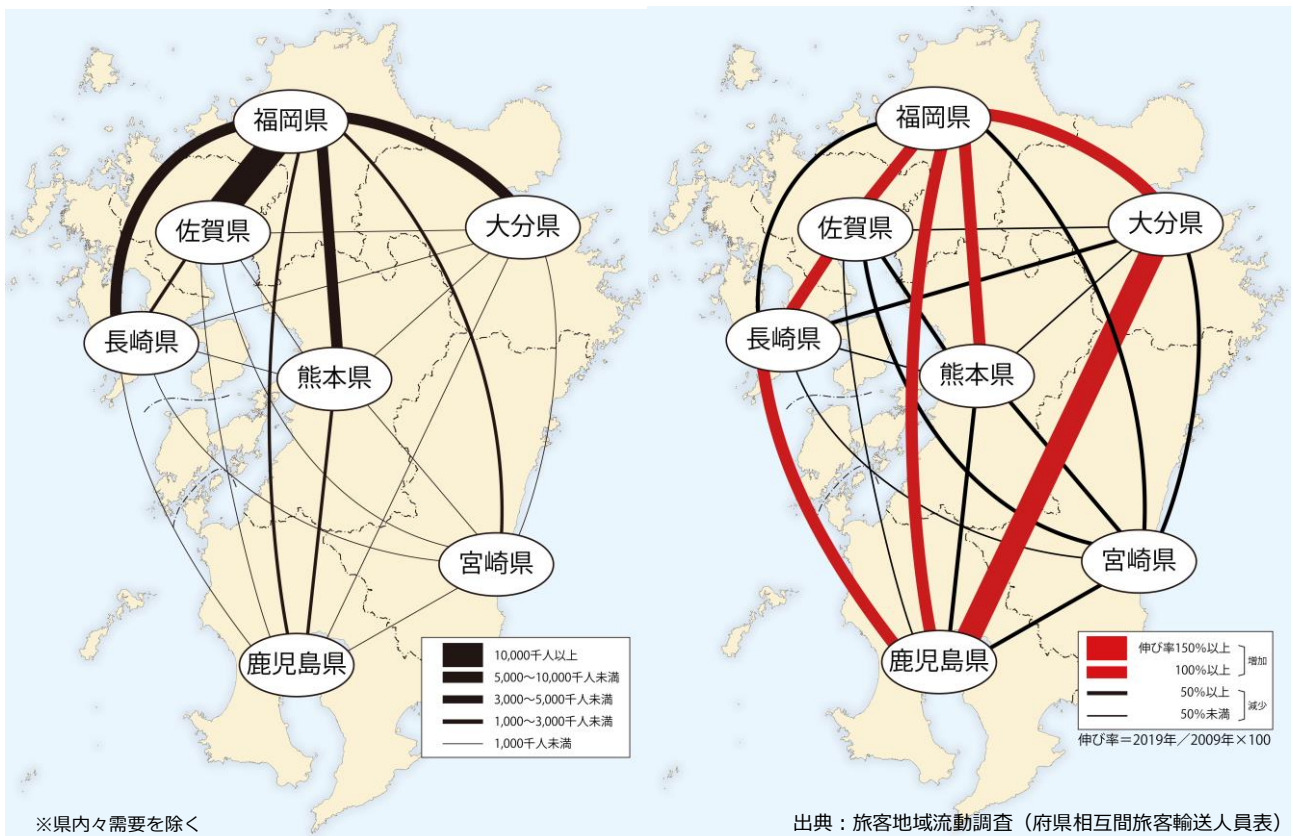 福岡県
佐賀県
大分県
長崎県
熊本県
宮崎県
鹿児島県
10,000千人以上
5,000～10,000千人未満
3,000～5,000千人未満
1,000～3,000千人未満
1,000千人未満
※県内々需要を除く
福岡県
佐賀県
大分県
長崎県
熊本県
宮崎県
鹿児島県
伸び率150%以上
100%以上
増加
50%以上
50%未満
減少
伸び率＝2019年／2009年×100
出典：旅客地域流動調査（府県相互間旅客輸送人員表）